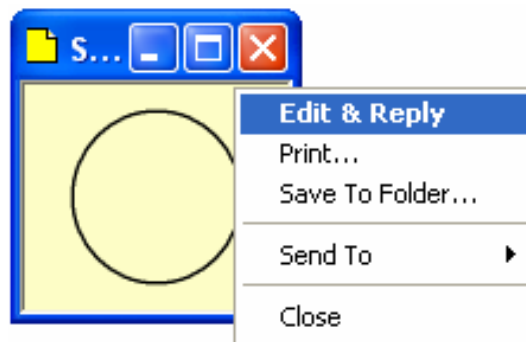 S...
Edit & Reply
Print...
Save To Folder...
Send To
Close